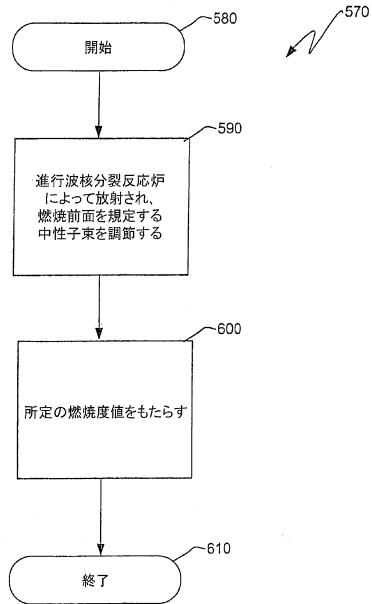 570
580
開始
590
進行波核分裂反応炉
によって放射され、
燃焼前面を規定する
中性子束を調節する
600
所定の燃焼度値をもたらす
610
終了